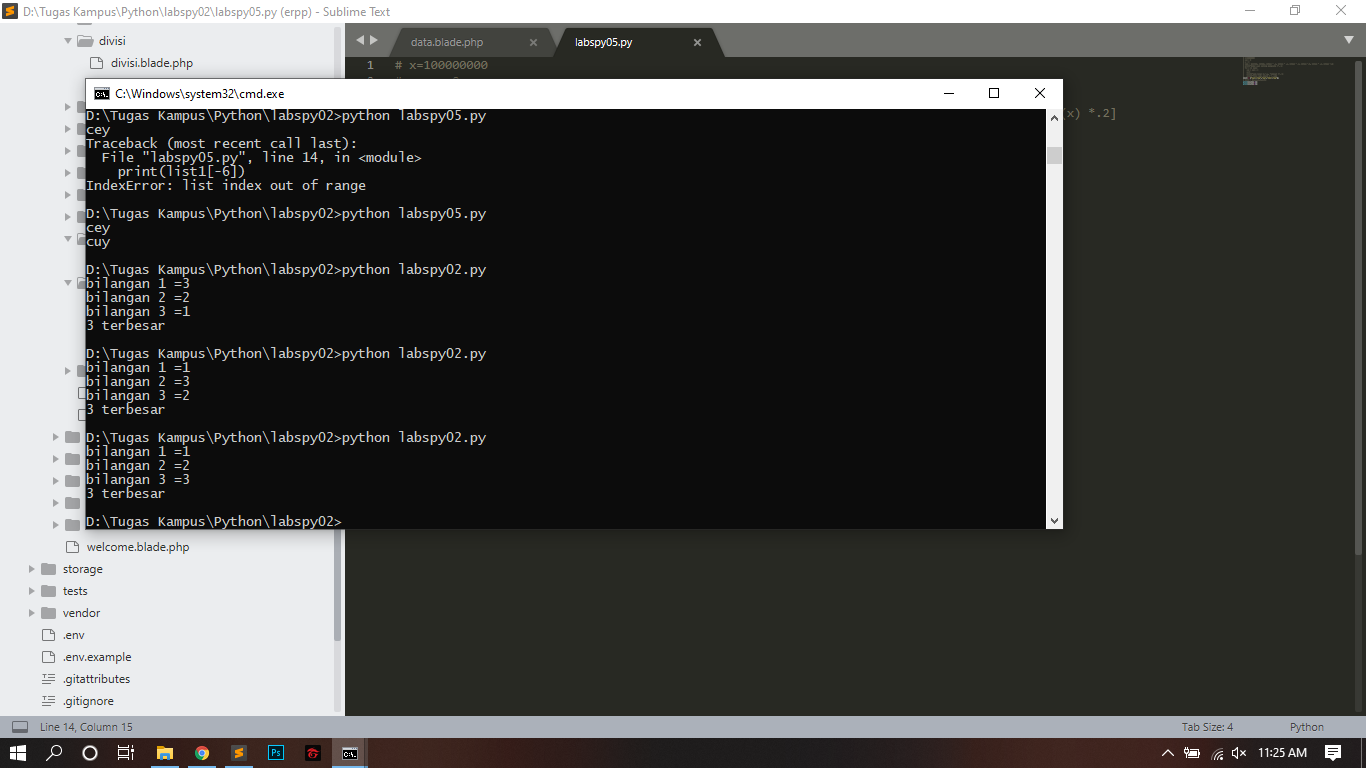 D:\Tugas Kampus\Python\labspy02\labspy05.py (erpp) - Sublime Text
divisi
divisi.blade.php
data.blade.php
labspy05.py
1 # x=100000000
x) *.2]
C:\Windows\system32\cmd.exe
D:\Tugas Kampus\Python\labspy02>python labspy05.py
cey
Traceback (most recent call last):
File "labspy05.py", line 14, in <module>
print(list1[-6])
IndexError: list index out of range
D:\Tugas Kampus\Python\labspy02>python labspy05.py
cey
cuy
D:\Tugas Kampus\Python\labspy02>python labspy02.py
bilangan 1 =3
bilangan 2 =2
bilangan 3 =1
3 terbesar
D:\Tugas Kampus\Python\labspy02>python labspy02.py
bilangan 1 =1
bilangan 2 =3
bilangan 3 =2
3 terbesar
D:\Tugas Kampus\Python\labspy02>python labspy02.py
bilangan 1 =1
bilangan 2 =2
bilangan 3 =3
3 terbesar
D:\Tugas Kampus\Python\labspy02>
welcome.blade.php
storage
tests
vendor
.env
.env.example
.gitattributes
.gitignore
Line 14, Column 15
Tab Size: 4
Python
Ps
C:\.
11:25 AM